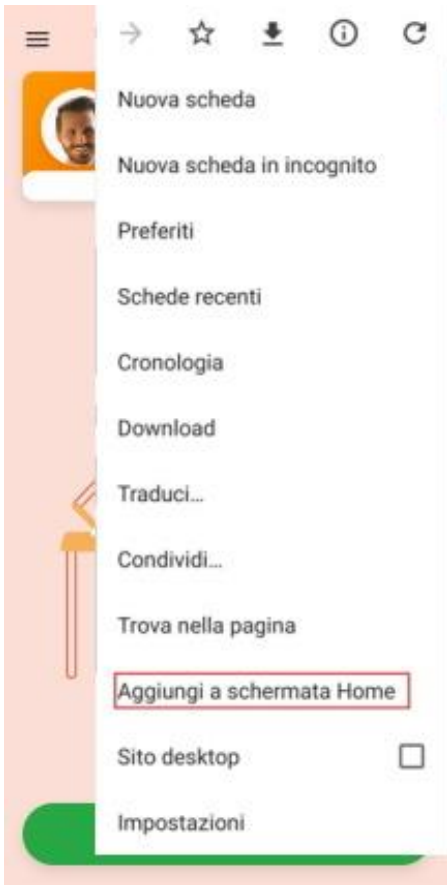 Nuova scheda
Nuova scheda in incognito
Preferiti
Schede recenti
Cronologia
Download
Traduci...
Condividi...
Trova nella pagina
Aggiungi a schermata Home
Sito desktop
Impostazioni